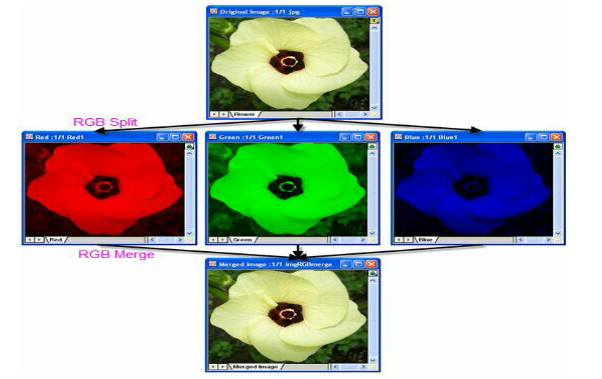 Original Image :1/1 .jpg
Flower
RGB Split
Red :1/1 Red1
Green :1/1 Green1
Blue :1/1 Blue1
Red
Green
Blue
RGB Merge
Merged Image :1/1 imgRGBmerge
Merged Image